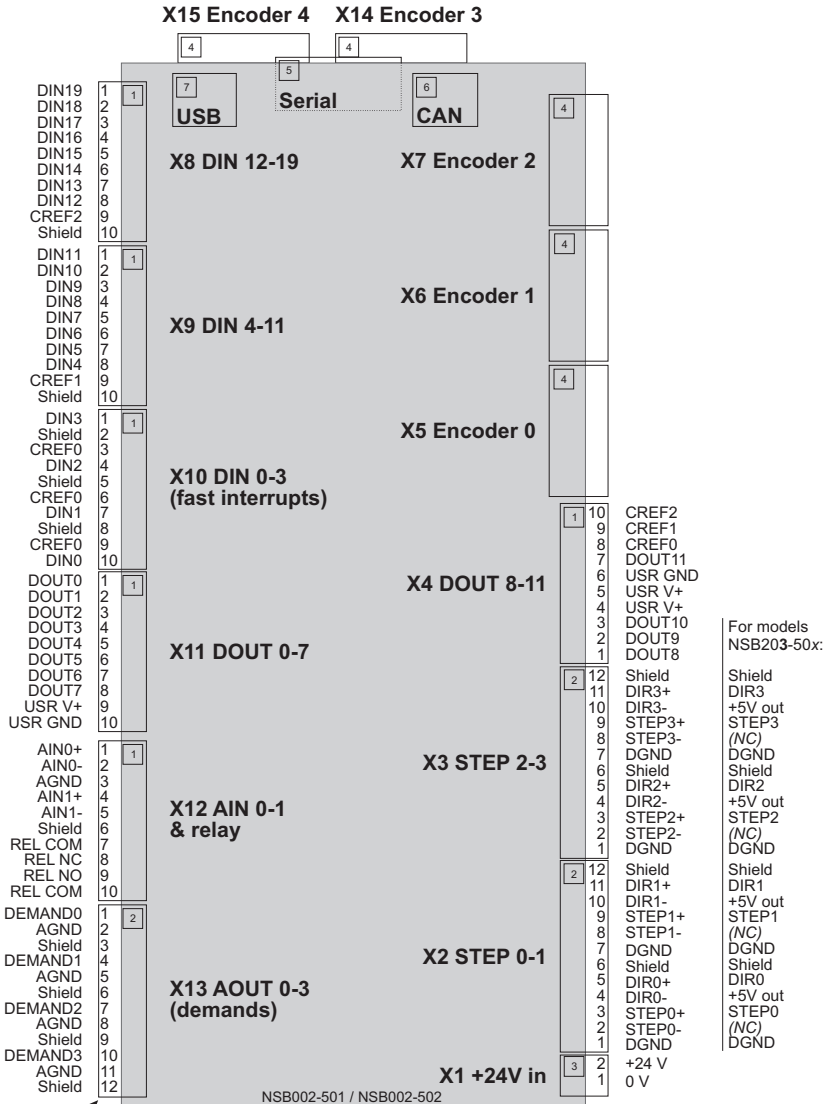 X15 Encoder 4 X14 Encoder 3
4 4
5
7 6
USB Serial CAN
DIN19 1 1
DIN18 2
DIN17 3
DIN16 4
DIN15 5
DIN14 6
DIN13 7
DIN12 8
CREF2 9
Shield 10
X8 DIN 12-19
4
X7 Encoder 2
DIN11 1 1
DIN10 2
DIN9 3
DIN8 4
DIN7 5
DIN6 6
DIN5 7
DIN4 8
CREF1 9
Shield 10
X9 DIN 4-11
4
X6 Encoder 1
DIN3 1 1
Shield 2
CREF0 3
DIN2 4
Shield 5
CREF0 6
DIN1 7
Shield 8
CREF0 9
DIN0 10
X10 DIN 0-3
(fast interrupts)
4
X5 Encoder 0
DOUT0 1 1
DOUT1 2
DOUT2 3
DOUT3 4
DOUT4 5
DOUT5 6
DOUT6 7
DOUT7 8
USR V+ 9
USR GND 10
X11 DOUT 0-7
X4 DOUT 8-11
1 10 CREF2
9 CREF1
8 CREF0
7 DOUT11
6 USR GND
5 USR V+
4 USR V+
3 DOUT10
2 DOUT9
1 DOUT8
For models
NSB203-50x:
AIN0+ 1 1
AIN0- 2
AGND 3
AIN1+ 4
AIN1- 5
Shield 6
REL COM 7
REL NC 8
REL NO 9
REL COM 10
X12 AIN 0-1
& relay
X3 STEP 2-3
2 12 Shield Shield
11 DIR3+ DIR3
10 DIR3- +5V out
9 STEP3+ STEP3
8 STEP3- (NC)
7 DGND DGND
6 Shield Shield
5 DIR2+ DIR2
4 DIR2- +5V out
3 STEP2+ STEP2
2 STEP2- (NC)
1 DGND DGND
DEMAND0 1 2
AGND 2
Shield 3
DEMAND1 4
AGND 5
Shield 6
DEMAND2 7
AGND 8
Shield 9
DEMAND3 10
AGND 11
Shield 12
X13 AOUT 0-3
(demands)
X2 STEP 0-1
2 12 Shield Shield
11 DIR1+ DIR1
10 DIR1- +5V out
9 STEP1+ STEP1
8 STEP1- (NC)
7 DGND DGND
6 Shield Shield
5 DIR0+ DIR0
4 DIR0- +5V out
3 STEP0+ STEP0
2 STEP0- (NC)
1 DGND DGND
X1 +24V in
3 2 +24 V
1 0 V
NSB002-501 / NSB002-502